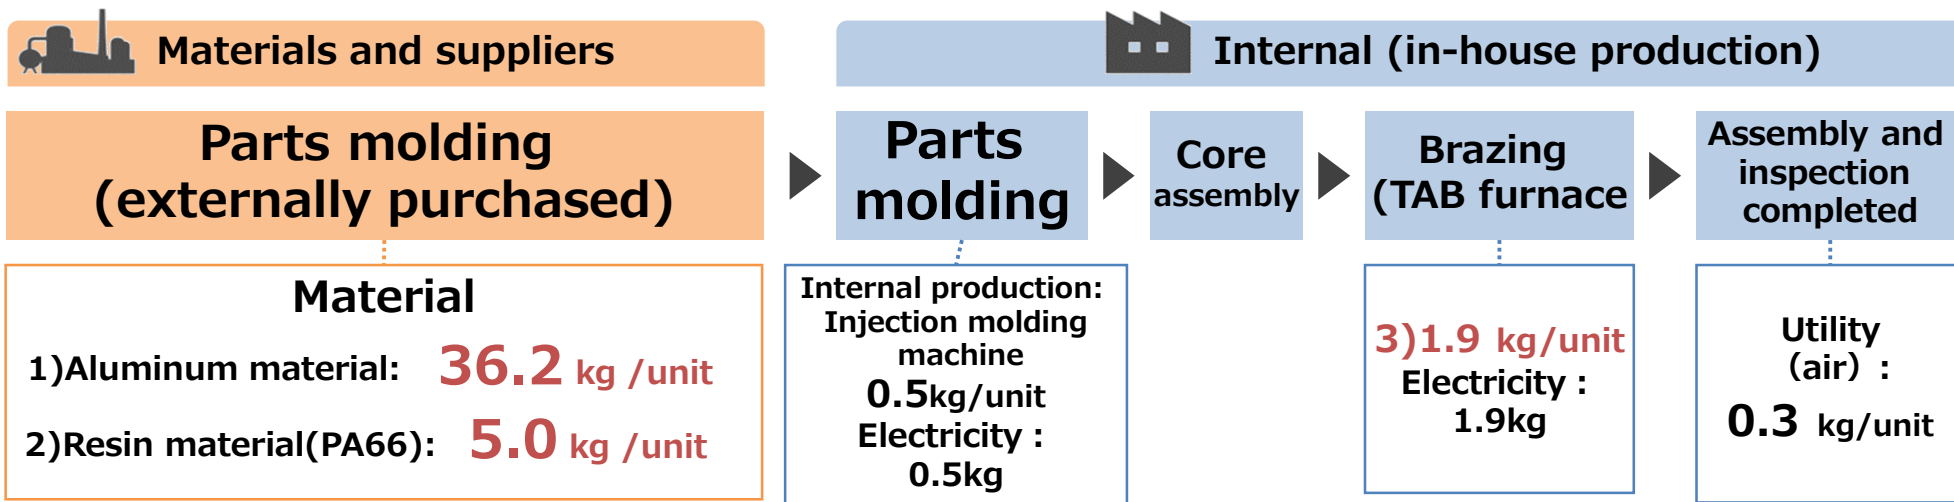 Materials and suppliers
Internal (in-house production)
Parts molding
(externally purchased)
Parts
molding
Core
assembly
Brazing
(TAB furnace
Assembly and
inspection
completed
Material
1)Aluminum material: 36.2 kg /unit
2)Resin material(PA66): 5.0 kg /unit
Internal production:
Injection molding
machine
0.5kg/unit
Electricity :
0.5kg
3)1.9 kg/unit
Electricity :
1.9kg
Utility
(air) :
0.3 kg/unit